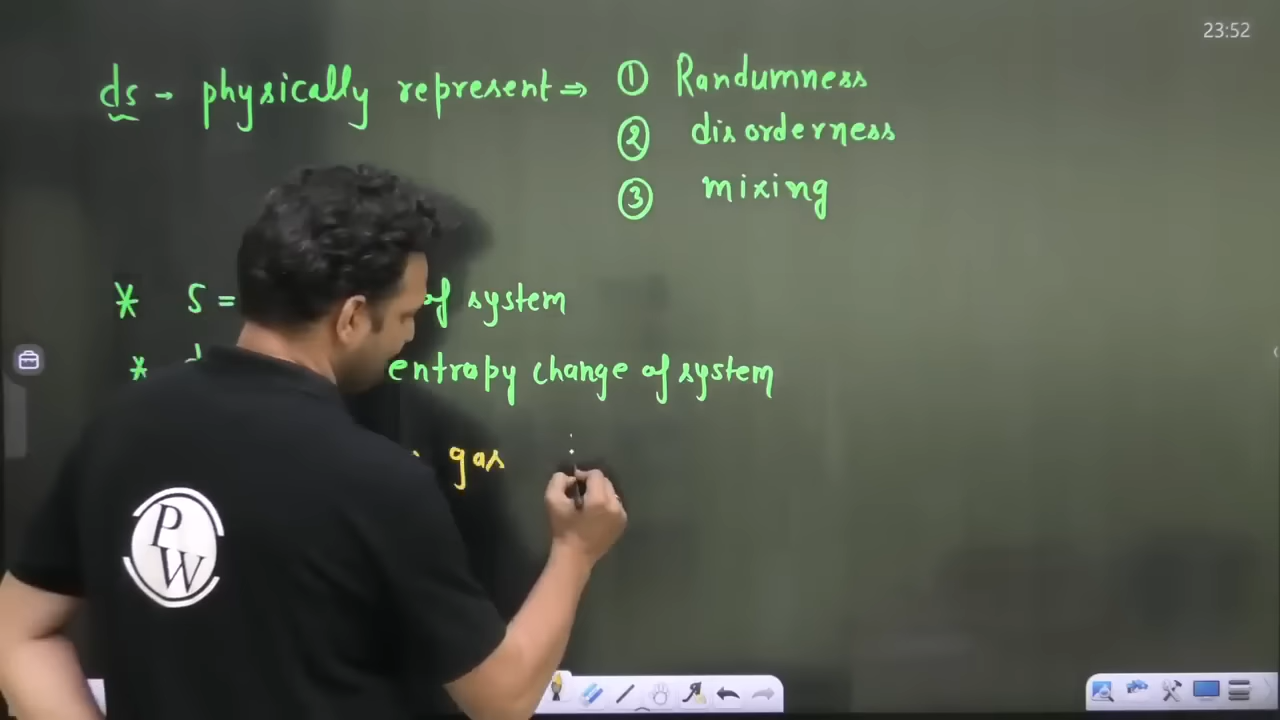 23:52
ds - physically represent ⇒ ① Randumness
② disorderness
③ mixing
* S = of system
* entropy change of system
gas
P
W